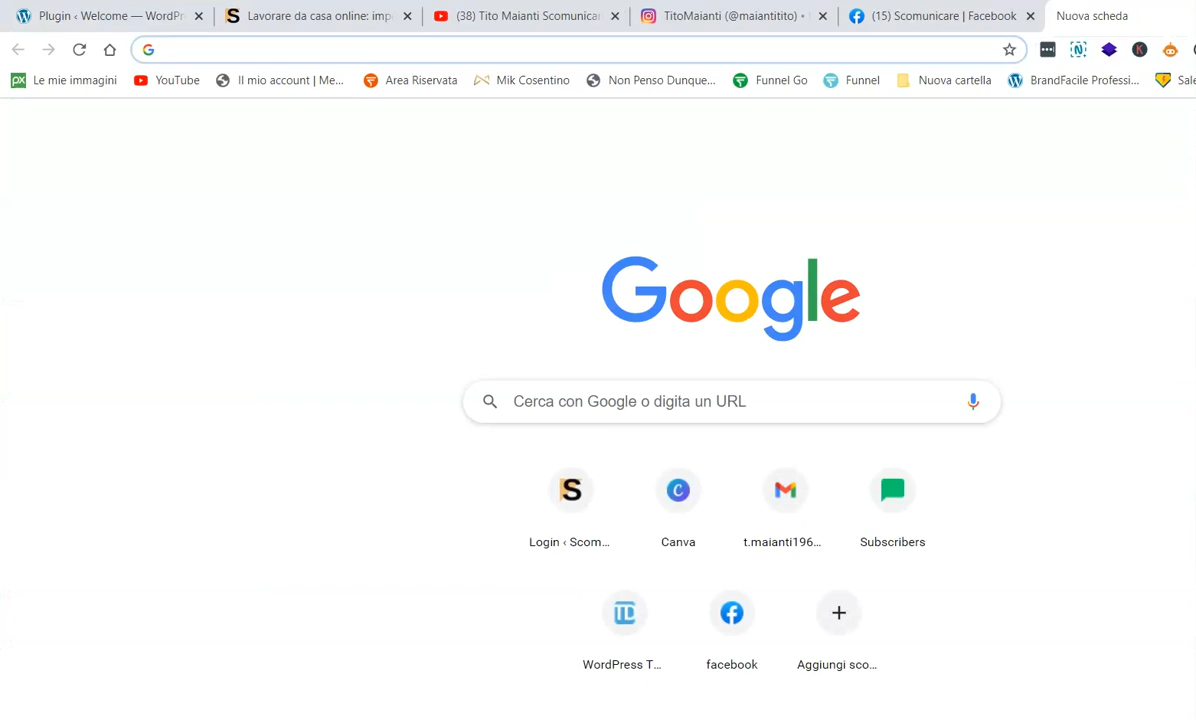 Plugin ‹ Welcome — WordPr
Lavorare da casa online: imp
(38) Tito Maianti Scomunicar
TitoMaianti (@maiantitito) •
(15) Scomunicare | Facebook
Nuova scheda
Le mie immagini
YouTube
Il mio account | Me...
Area Riservata
Mik Cosentino
Non Penso Dunque...
Funnel Go
Funnel
Nuova cartella
BrandFacile Professi...
Sale
Google
Cerca con Google o digita un URL
Login ‹ Scom...
Canva
t.maianti196...
Subscribers
WordPress T...
facebook
Aggiungi sco...